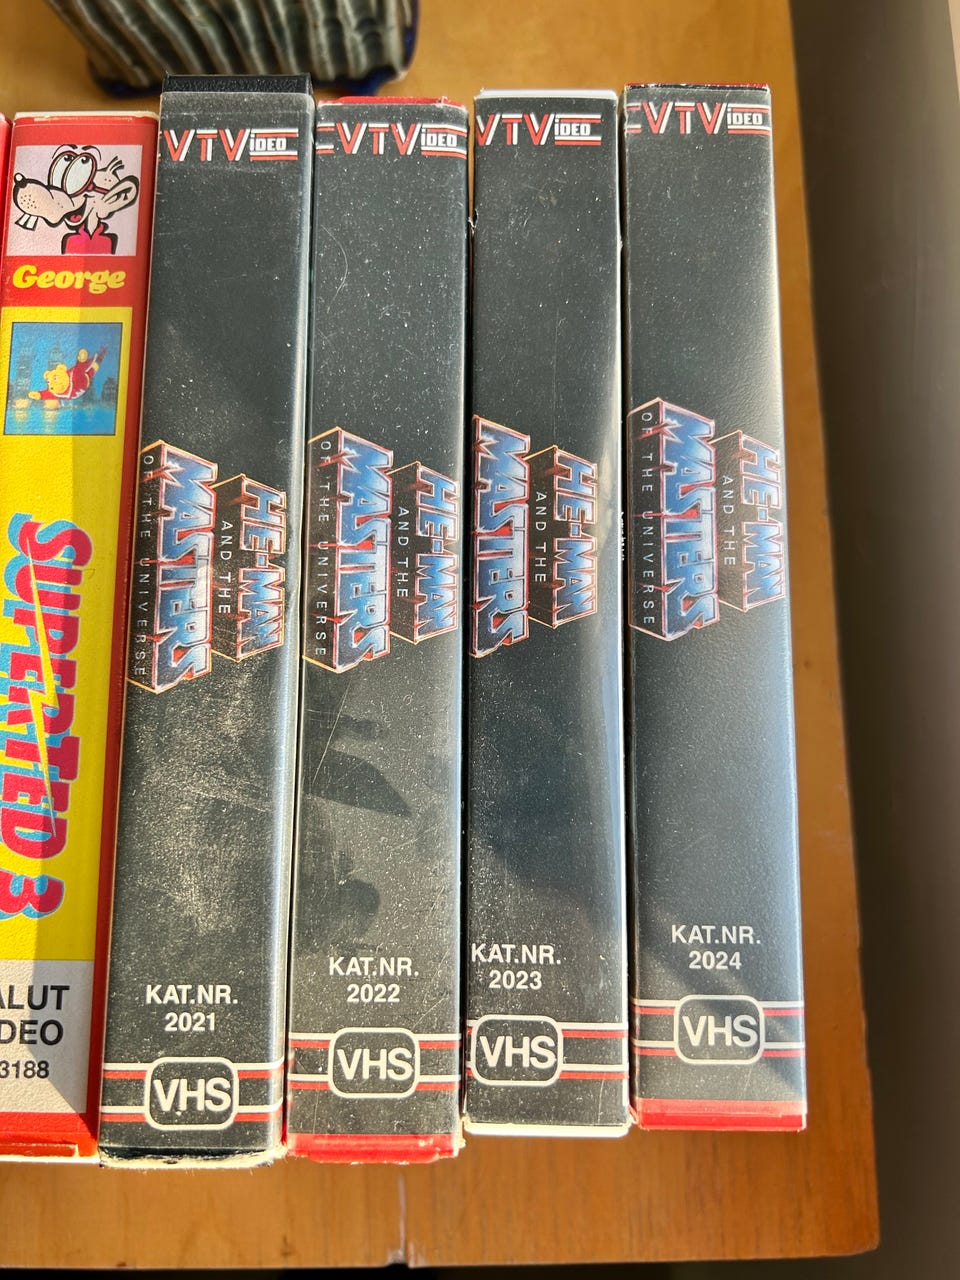 George
SUPERTED 3
ALUT
DEO
3188
VTVIDEO
HE-MAN
AND THE
MASTERS
OF THE UNIVERSE
KAT.NR.
2021
VHS
VTVIDEO
HE-MAN
AND THE
MASTERS
OF THE UNIVERSE
KAT.NR.
2022
VHS
VTVIDEO
HE-MAN
AND THE
MASTERS
KAT.NR.
2023
VHS
VTVIDEO
HE-MAN
AND THE
MASTERS
OF THE UNIVERSE
KAT.NR.
2024
VHS